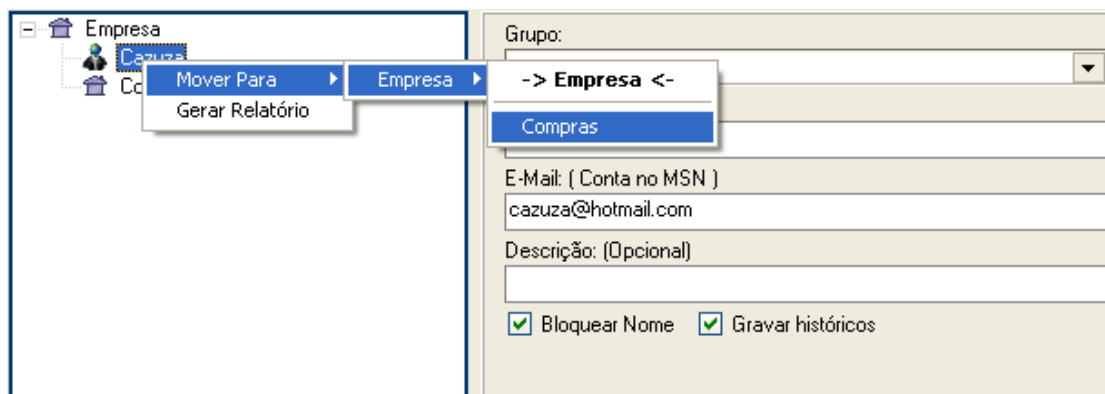 Empresa
Cazuza
Co
Mover Para
Gerar Relatório
Empresa
-> Empresa <-
Compras
Grupo:
E-Mail: ( Conta no MSN )
cazuza@hotmail.com
Descrição: (Opcional)
Bloquear Nome
Gravar históricos